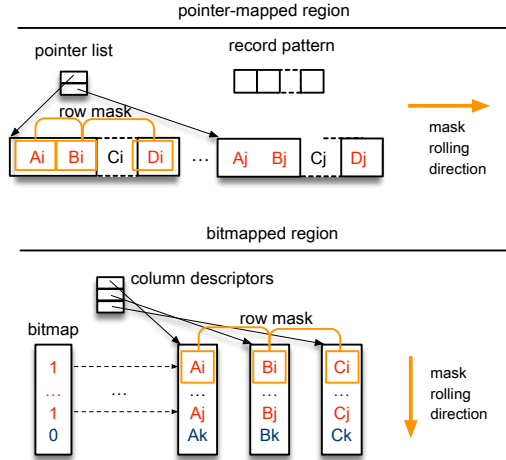 pointer-mapped region
pointer list
record pattern
row mask
Ai Bi Ci Di ... Aj Bj Cj Dj
mask
rolling
direction
bitmapped region
column descriptors
bitmap
row mask
1 Ai Bi Ci
... ... ... ... ...
1 Aj Bj Cj
0 Ak Bk Ck
mask
rolling
direction